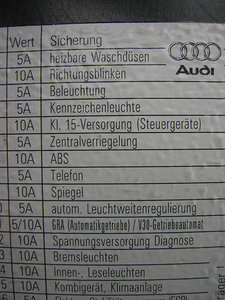 Wert Sicherung
5A heizbare Waschdüsen
10A Richtungsblinken
5A Beleuchtung
5A Kennzeichenleuchte
10A Kl. 15-Versorgung (Steuergeräte)
5A Zentralverriegelung
10A ABS
5A Telefon
10A Spiegel
5A autom. Leuchtweitenregulierung
5/10A GRA (Automatikgetriebe) / V30-Getriebeautomat
10A Spannungsversorgung Diagnose
10A Bremsleuchten
10A Innen-, Leseleuchten
10A Kombigerät, Klimaanlage
5A
Audi